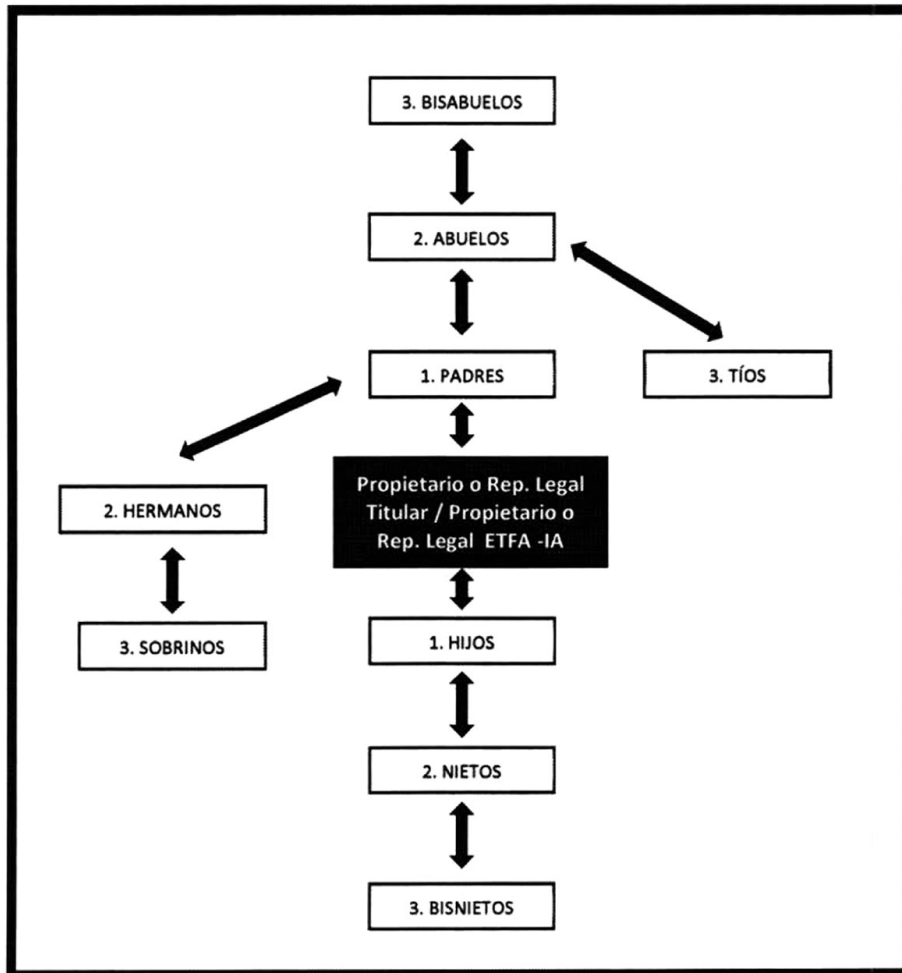 3. BISABUELOS
2. ABUELOS
1. PADRES
3. TÍOS
Propietario o Rep. Legal
Titular / Propietario o
Rep. Legal ETFA -IA
2. HERMANOS
3. SOBRINOS
1. HIJOS
2. NIETOS
3. BISNIETOS